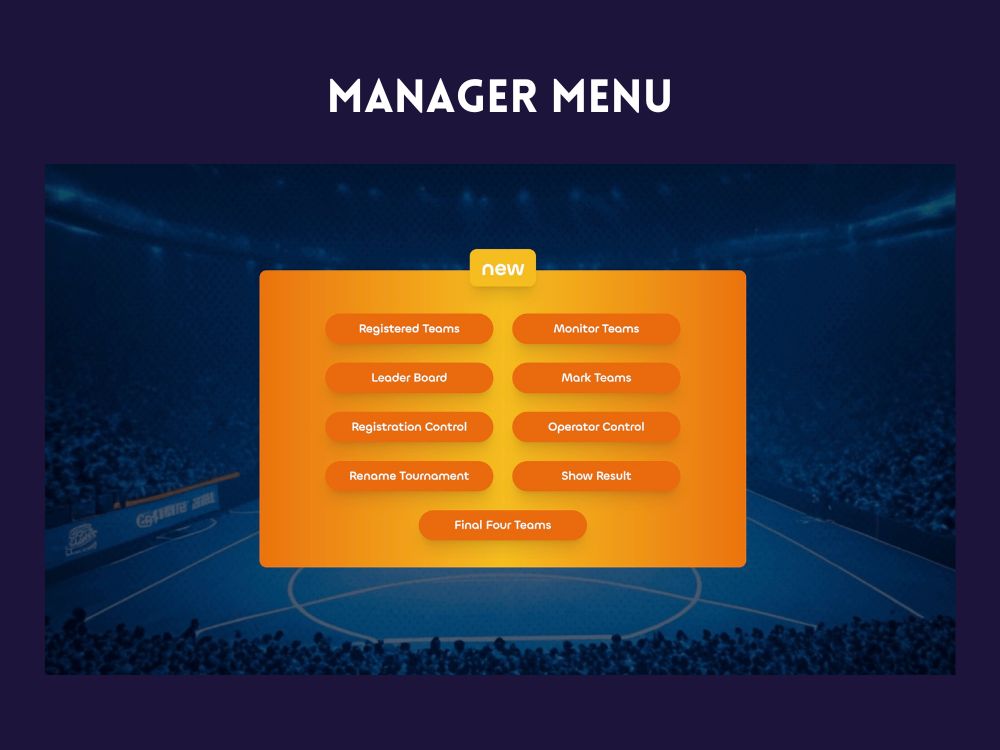 MANAGER MENU
new
Registered Teams
Monitor Teams
Leader Board
Mark Teams
Registration Control
Operator Control
Rename Tournament
Show Result
Final Four Teams